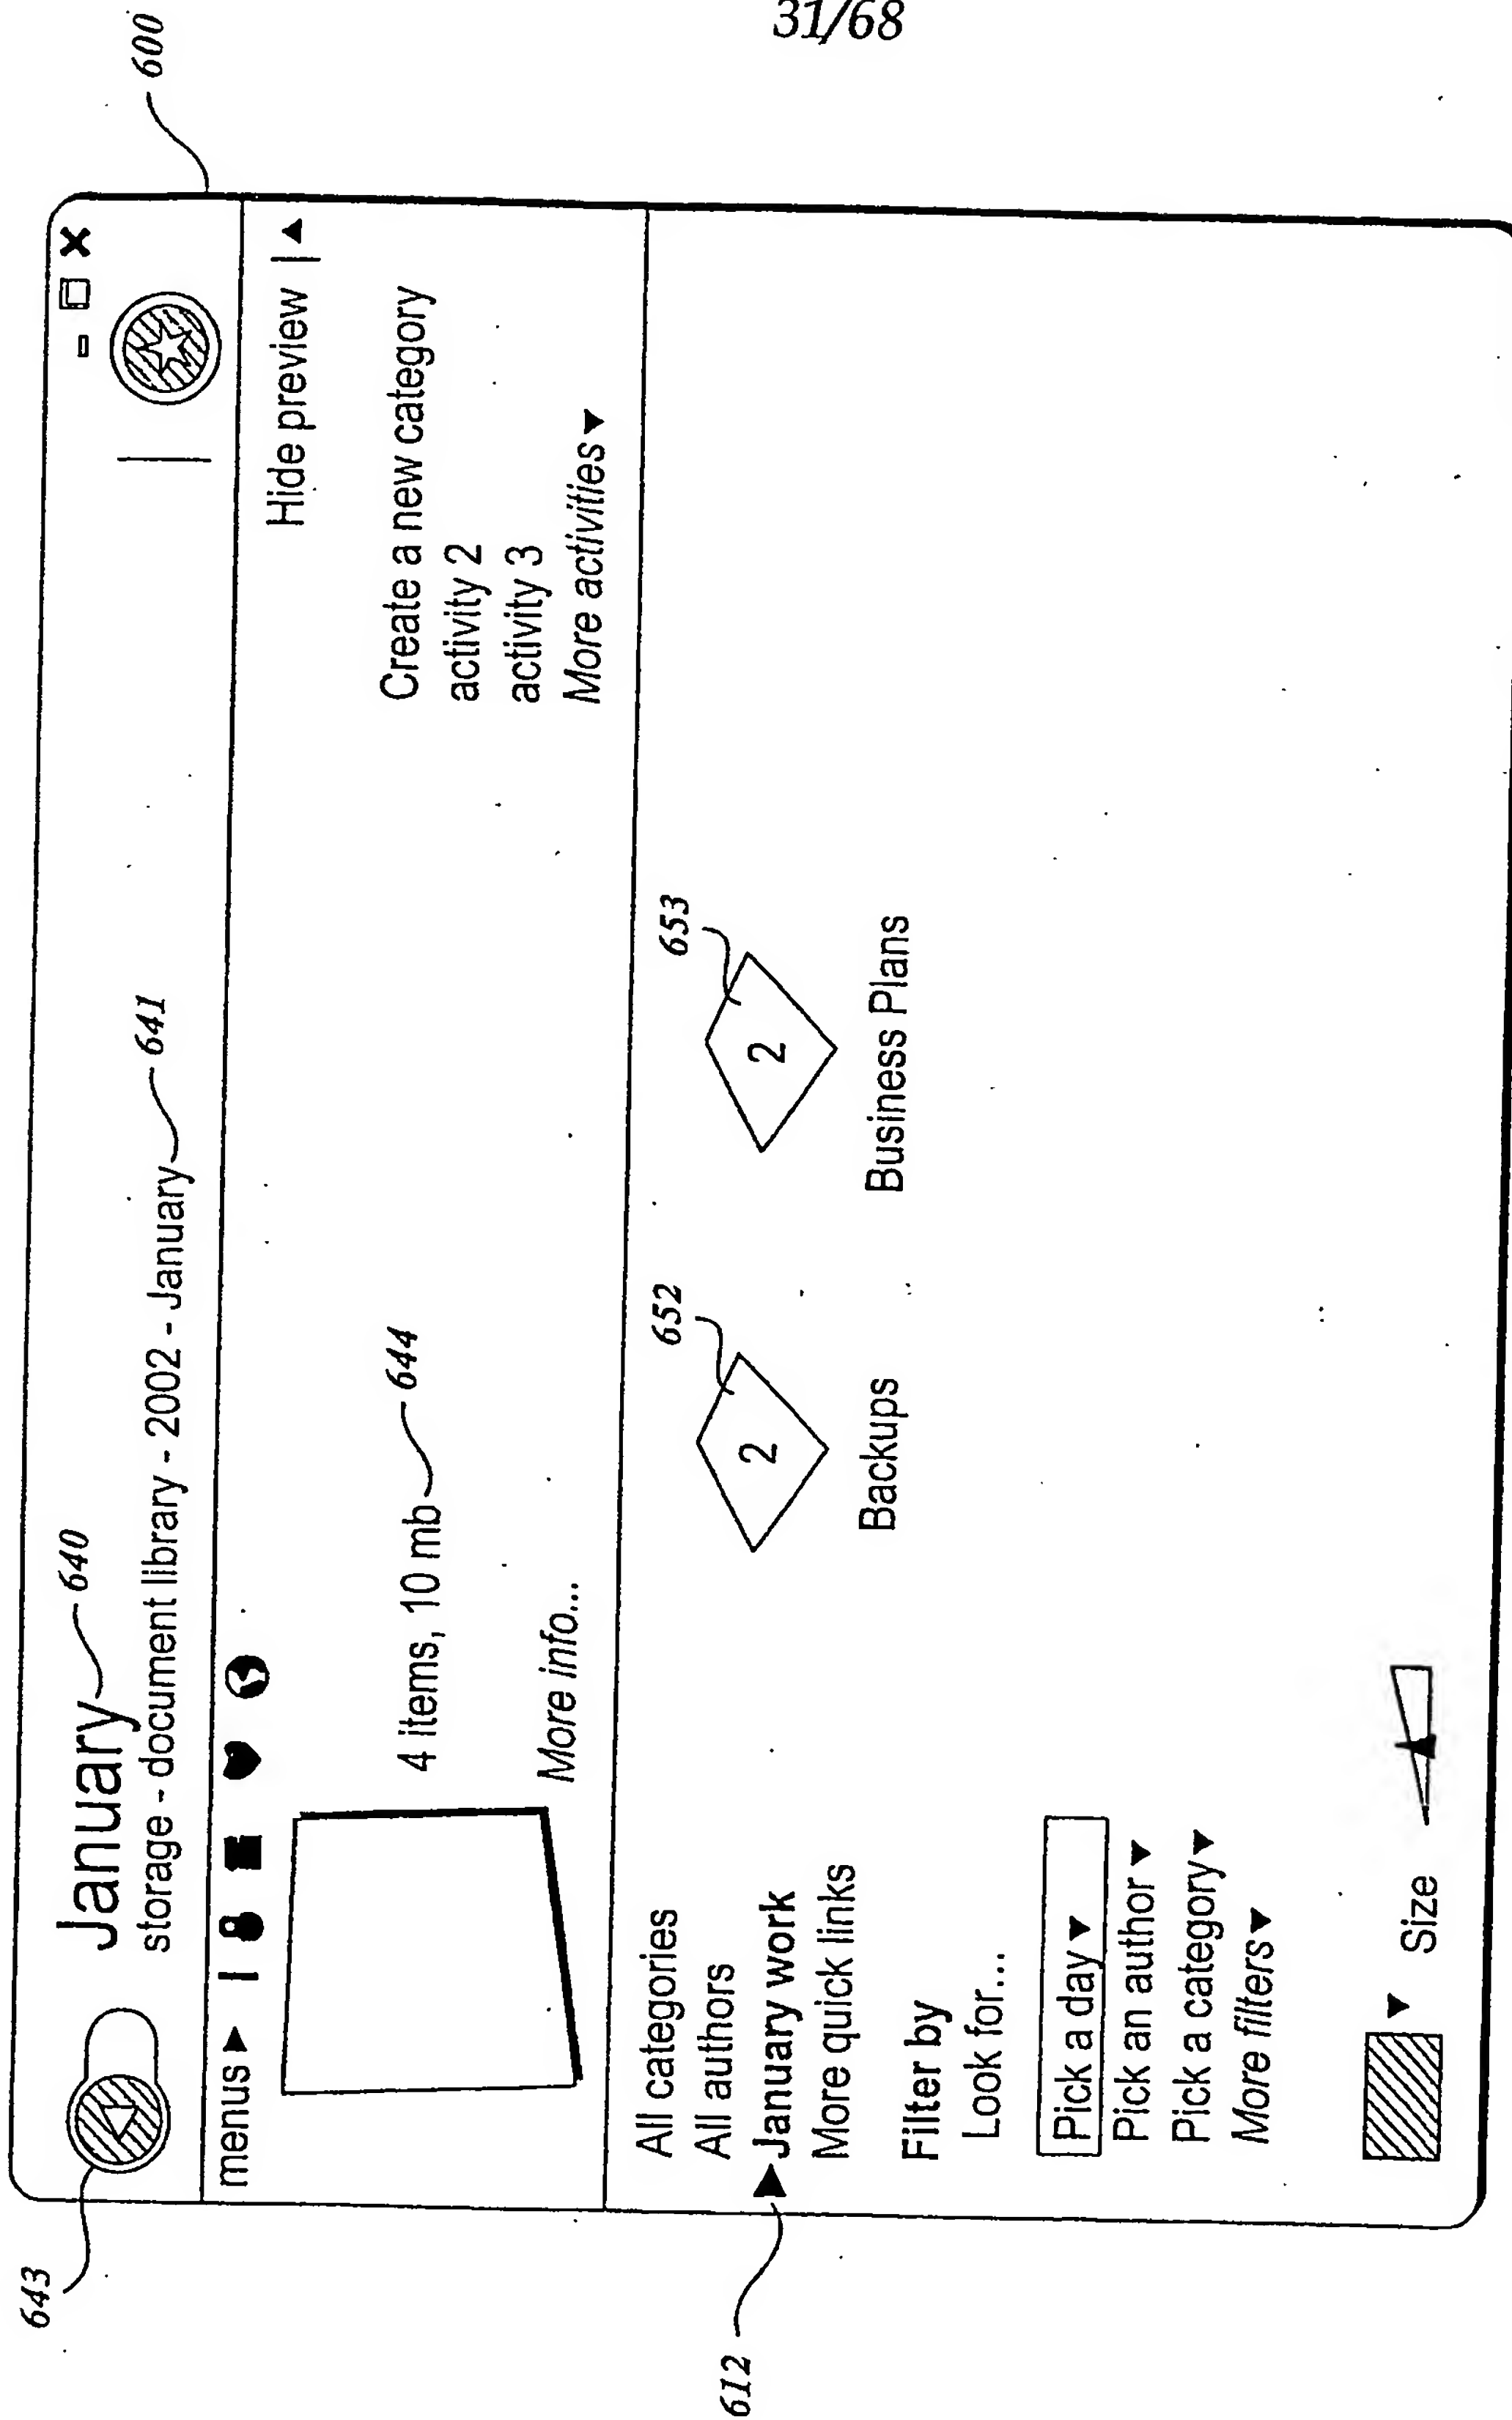 31/68
600
643
January
640
storage - document library - 2002 - January
641
menus
Hide preview
4 items, 10 mb
644
More info...
Create a new category
activity 2
activity 3
More activities
612
All categories
All authors
January work
More quick links
Filter by
Look for...
Pick a day
Pick an author
Pick a category
More filters
Size
652
2
Backups
653
2
Business Plans